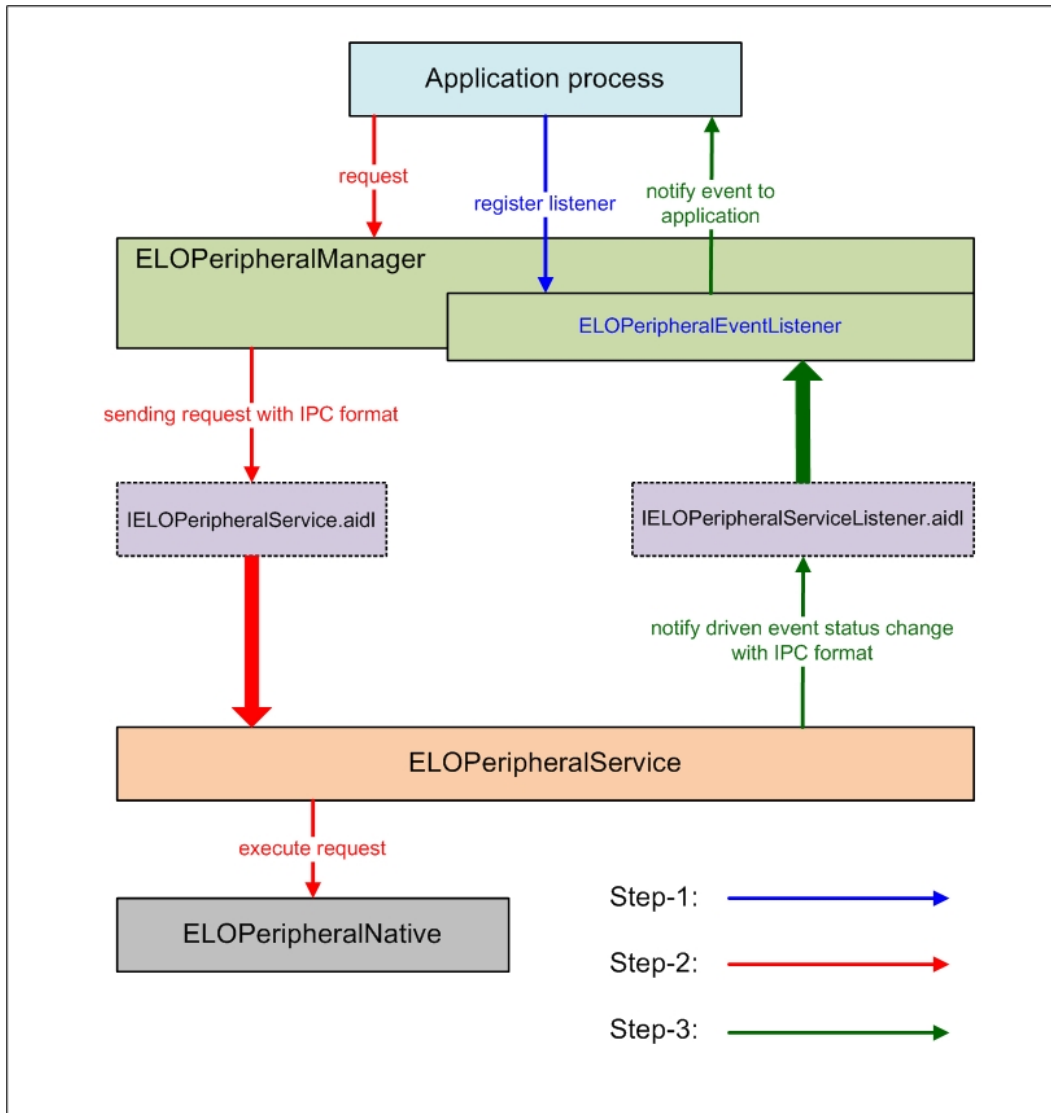 Application process
request
register listener
notify event to
application
ELOPeripheralManager
ELOPeripheralEventListener
sending request with IPC format
IELOPeripheralService.aidl
IELOPeripheralServiceListener.aidl
notify driven event status change
with IPC format
ELOPeripheralService
execute request
ELOPeripheralNative
Step-1:
Step-2:
Step-3: